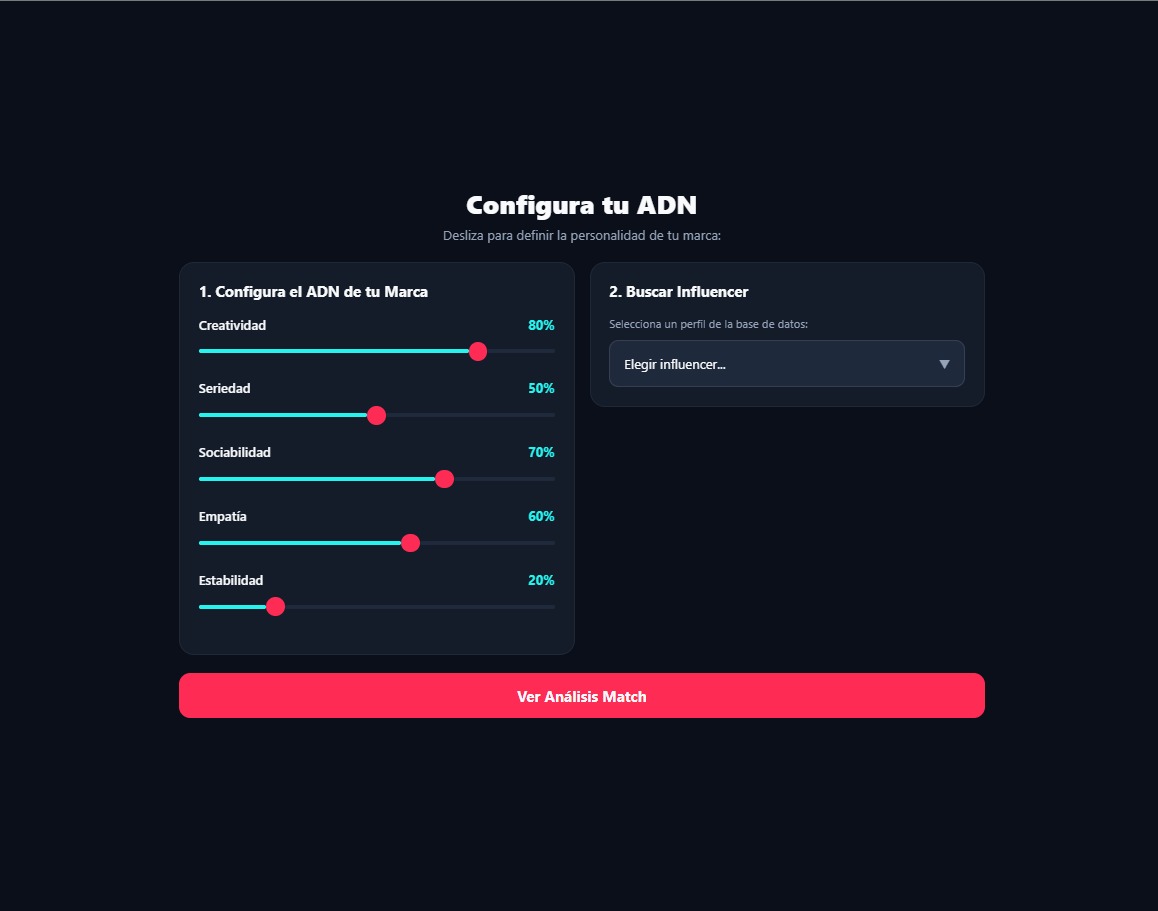 Configura tu ADN
Desliza para definir la personalidad de tu marca:
1. Configura el ADN de tu Marca
Creatividad 80%
Seriedad 50%
Sociabilidad 70%
Empatía 60%
Estabilidad 20%
2. Buscar Influencer
Selecciona un perfil de la base de datos:
Elegir influencer...
Ver Análisis Match